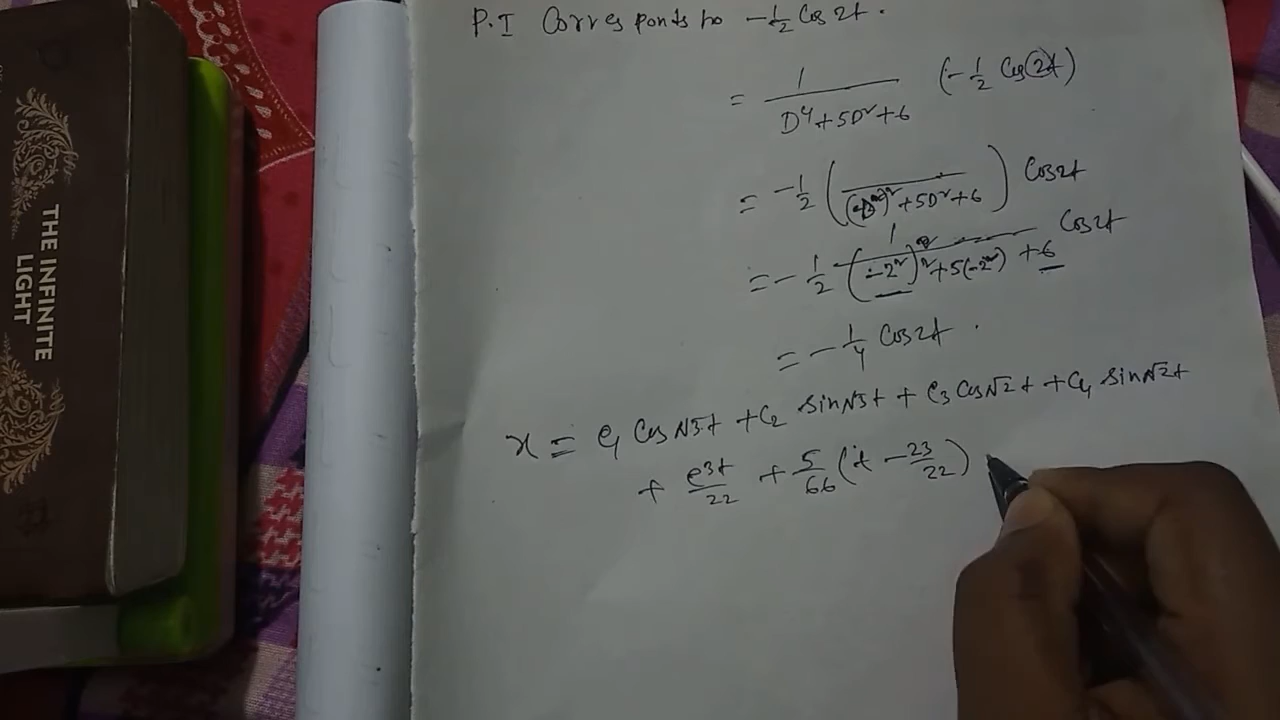 THE INFINITE
LIGHT
P.I Corresponds to -1/2 Cos 2t.
= 1/(D⁴+5D²+6) (-1/2 Cos 2t)
= -1/2 (1/((D²)²+5D²+6)) Cos2t
= -1/2 1/((-2²)²+5(-2²)+6) Cos2t
= -1/4 Cos2t.
x = C₁ Cos√3t + C₂ Sin√3t + C₃ Cos√2t + C₄ Sin√2t
+ e³ᵗ/22 + 5/66 (t - 23/22)